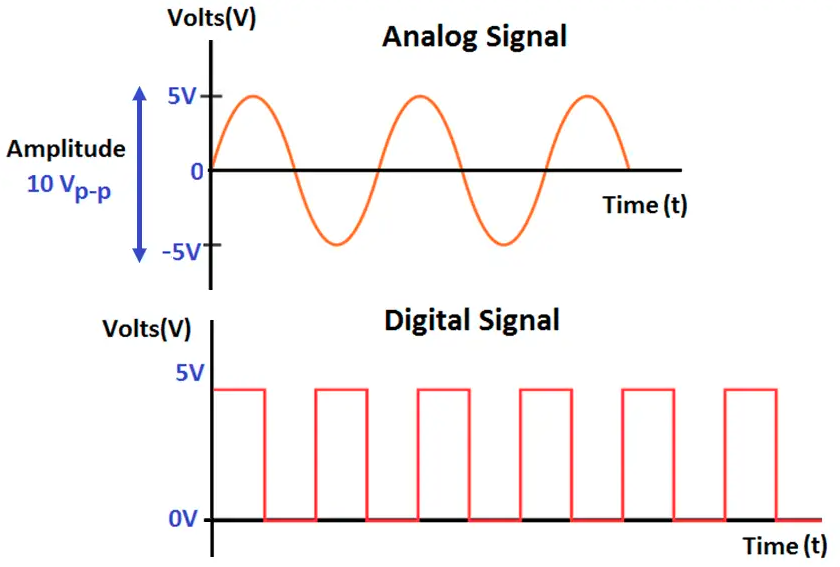 Volts(V)
Analog Signal
5V
Amplitude
10 Vp-p
0
Time (t)
-5V
Volts(V)
Digital Signal
5V
0V
Time (t)